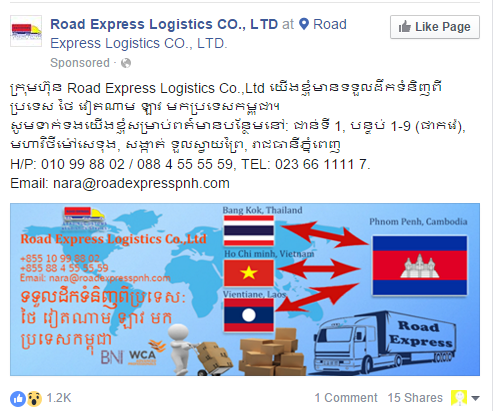 Road Express Logistics CO., LTD at Road
Express Logistics CO., LTD.
Like Page
Sponsored ·
ក្រុមហ៊ុន Road Express Logistics Co.,Ltd យើងខ្ញុំមានទទួលដឹកទំនិញពី
ប្រទេស ថៃ វៀតណាម ឡាវ មកប្រទេសកម្ពុជា។
សូមទាក់ទងយើងខ្ញុំសម្រាប់ពត៌មានបន្ថែមនៅ: ជាន់ទី 1, បន្ទប់ 1-9 (ផាកវេ),
មហាវិថីម៉ៅសេទុង, សង្កាត់ ទួលស្វាយព្រៃ, រាជធានីភ្នំពេញ
H/P: 010 99 88 02 / 088 4 55 55 59, TEL: 023 66 1111 7.
Email: nara@roadexpresspnh.com
Road Express Logistics Co.,Ltd
+855 10 99 88 02
+855 88 4 55 55 59
Email: nara@roadexpresspnh.com
ទទួលដឹកទំនិញពីប្រទេស:
ថៃ វៀតណាម ឡាវ មក
ប្រទេសកម្ពុជា
BNI WCA
Bang Kok, Thailand
Ho Chi minh, Vietnam
Vientiane, Laos
Phnom Penh, Cambodia
Road
Express
1.2K
1 Comment 15 Shares